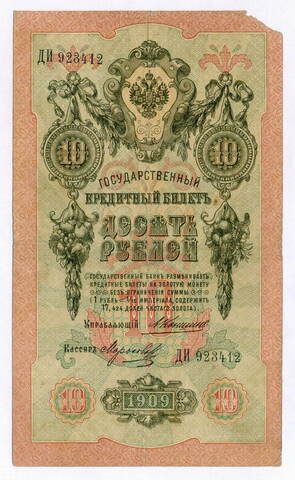 ДИ 923412
10 10
ГОСУДАРСТВЕННЫЙ
КРЕДИТНЫЙ БИЛЕТЪ
ДЕСЯТЬ
РУБЛЕЙ
ГОСУДАРСТВЕННЫЙ БАНКЪ РАЗМѢНИВАЕТЪ
КРЕДИТНЫЕ БИЛЕТЫ НА ЗОЛОТУЮ МОНЕТУ
БЕЗЪ ОГРАНИЧЕНІЯ СУММЫ
(1 РУБЛЬ = 1/15 ИМПЕРІАЛА, СОДЕРЖИТЪ
17,424 ДОЛЕЙ ЧИСТАГО ЗОЛОТА)
Управляющій
Кассиръ
ДИ 923412
10 1909 10